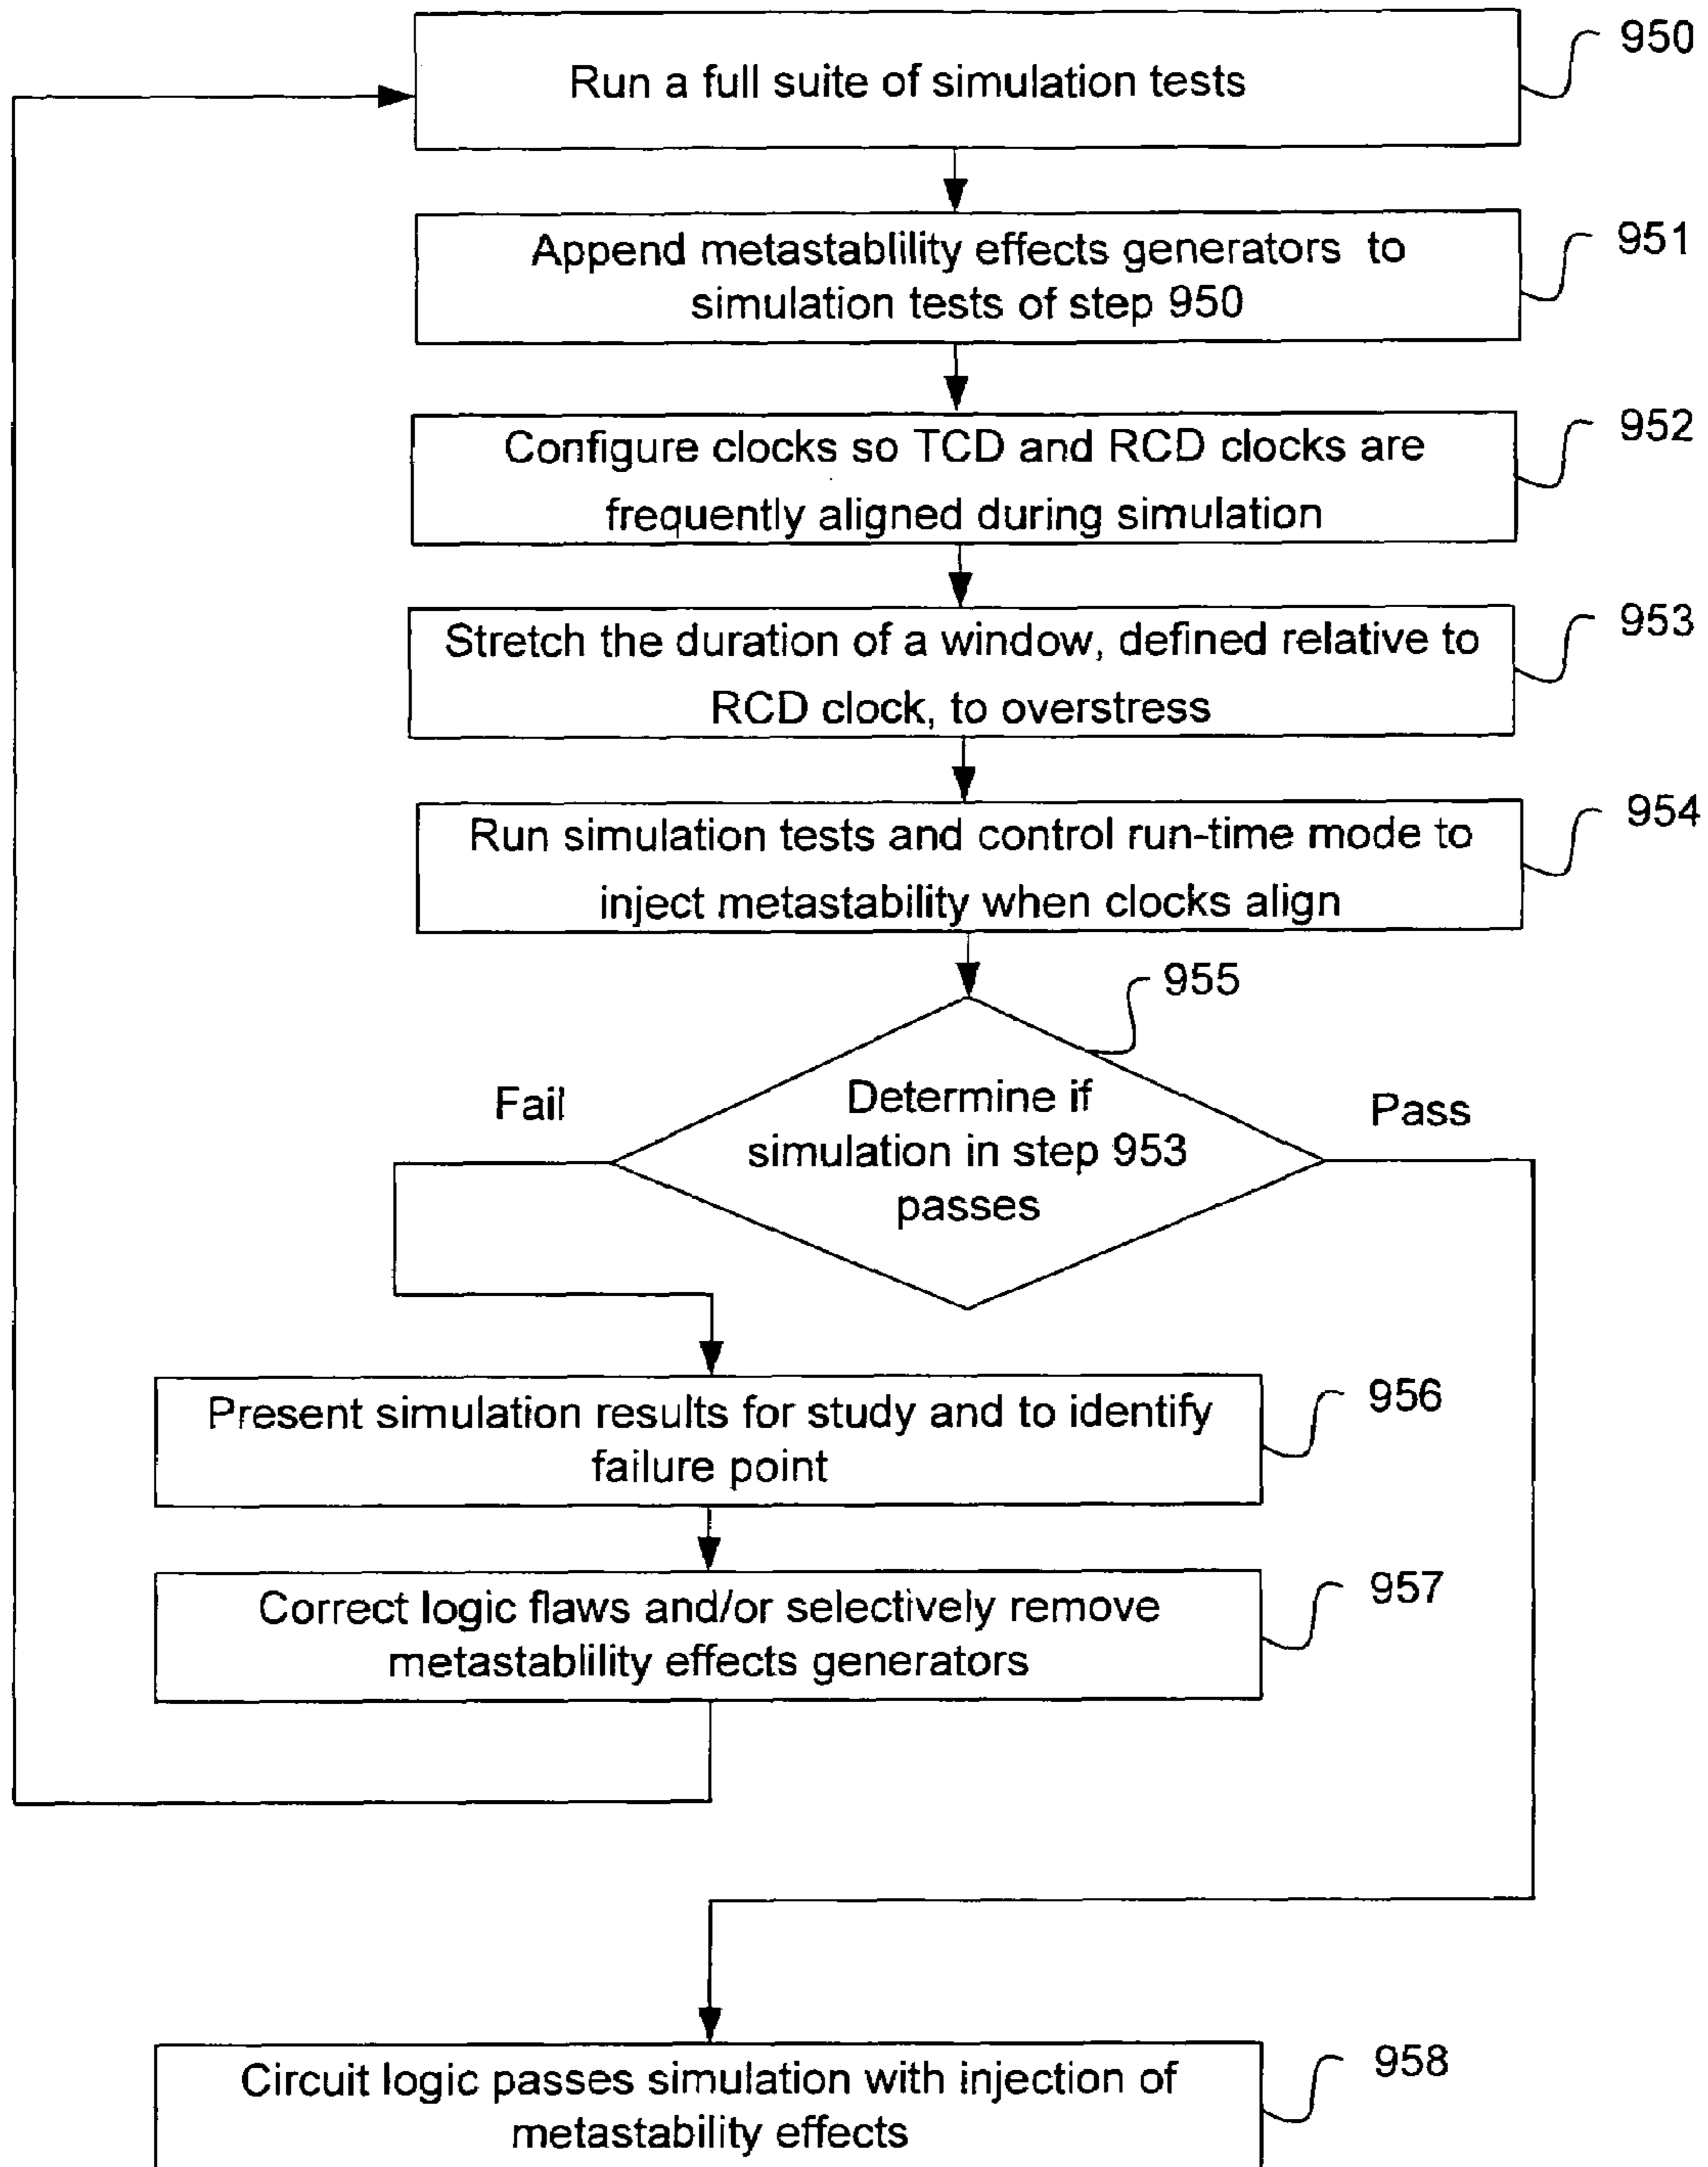 Run a full suite of simulation tests
950
Append metastablility effects generators to
simulation tests of step 950
951
Configure clocks so TCD and RCD clocks are
frequently aligned during simulation
952
Stretch the duration of a window, defined relative to
RCD clock, to overstress
953
Run simulation tests and control run-time mode to
inject metastability when clocks align
954
955
Fail
Determine if
simulation in step 953
passes
Pass
Present simulation results for study and to identify
failure point
956
Correct logic flaws and/or selectively remove
metastablility effects generators
957
Circuit logic passes simulation with injection of
metastability effects
958